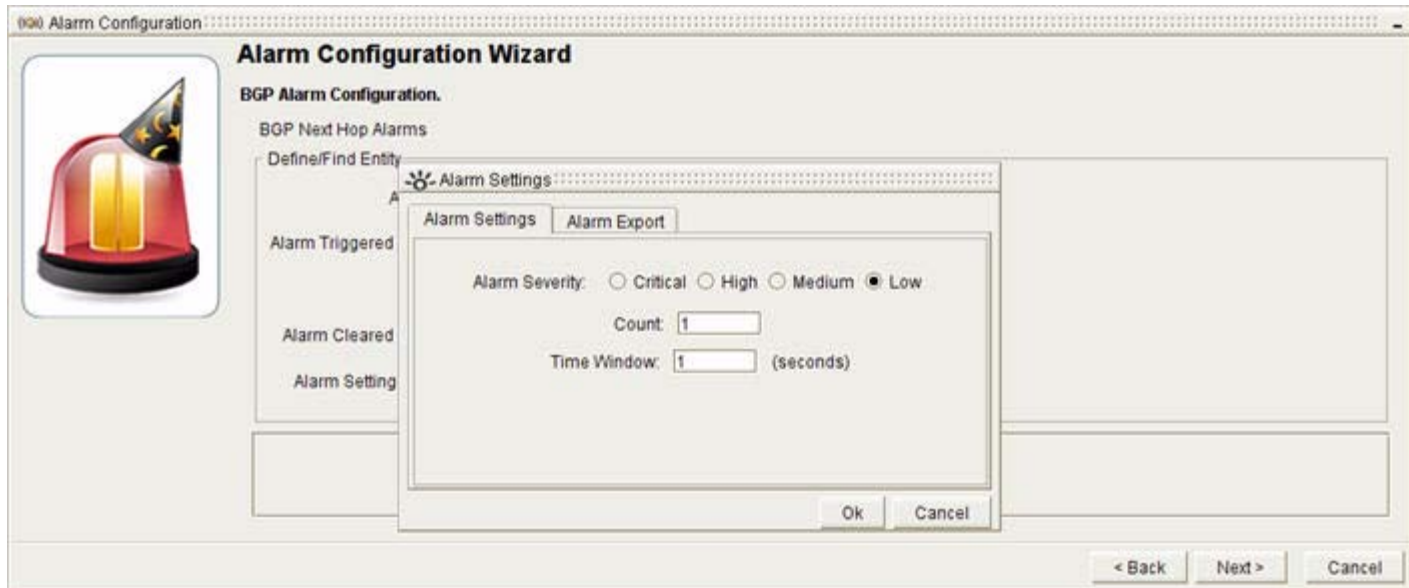 Alarm Configuration
Alarm Configuration Wizard
BGP Alarm Configuration.
BGP Next Hop Alarms
Define/Find Entity
A
Alarm Triggered
Alarm Cleared
Alarm Setting
Alarm Settings
Alarm Settings Alarm Export
Alarm Severity: Critical High Medium Low
Count: 1
Time Window: 1 (seconds)
Ok Cancel
< Back Next > Cancel